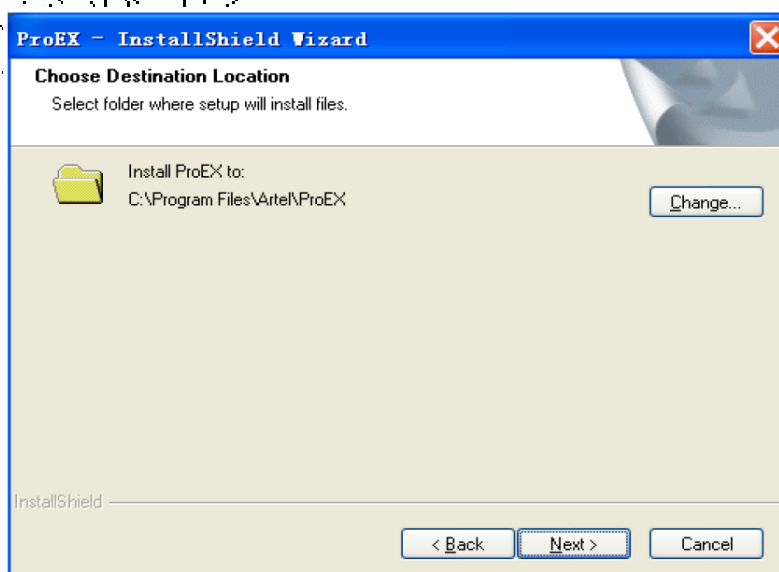 ProEX - InstallShield Wizard
Choose Destination Location
Select folder where setup will install files.
Install ProEX to:
C:\Program Files\Artel\ProEX
Change...
InstallShield
< Back
Next >
Cancel